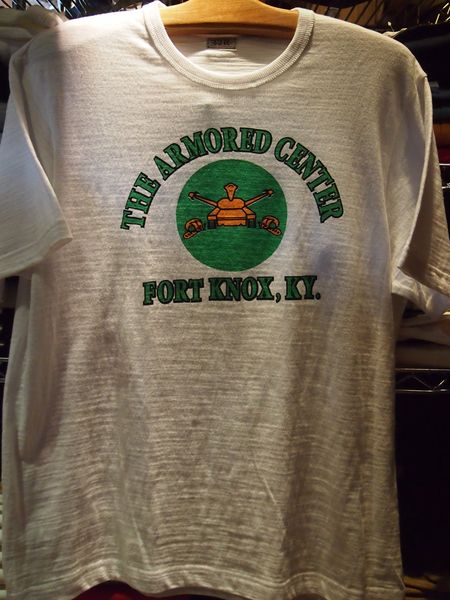 THE ARMORED CENTER
FORT KNOX, KY.